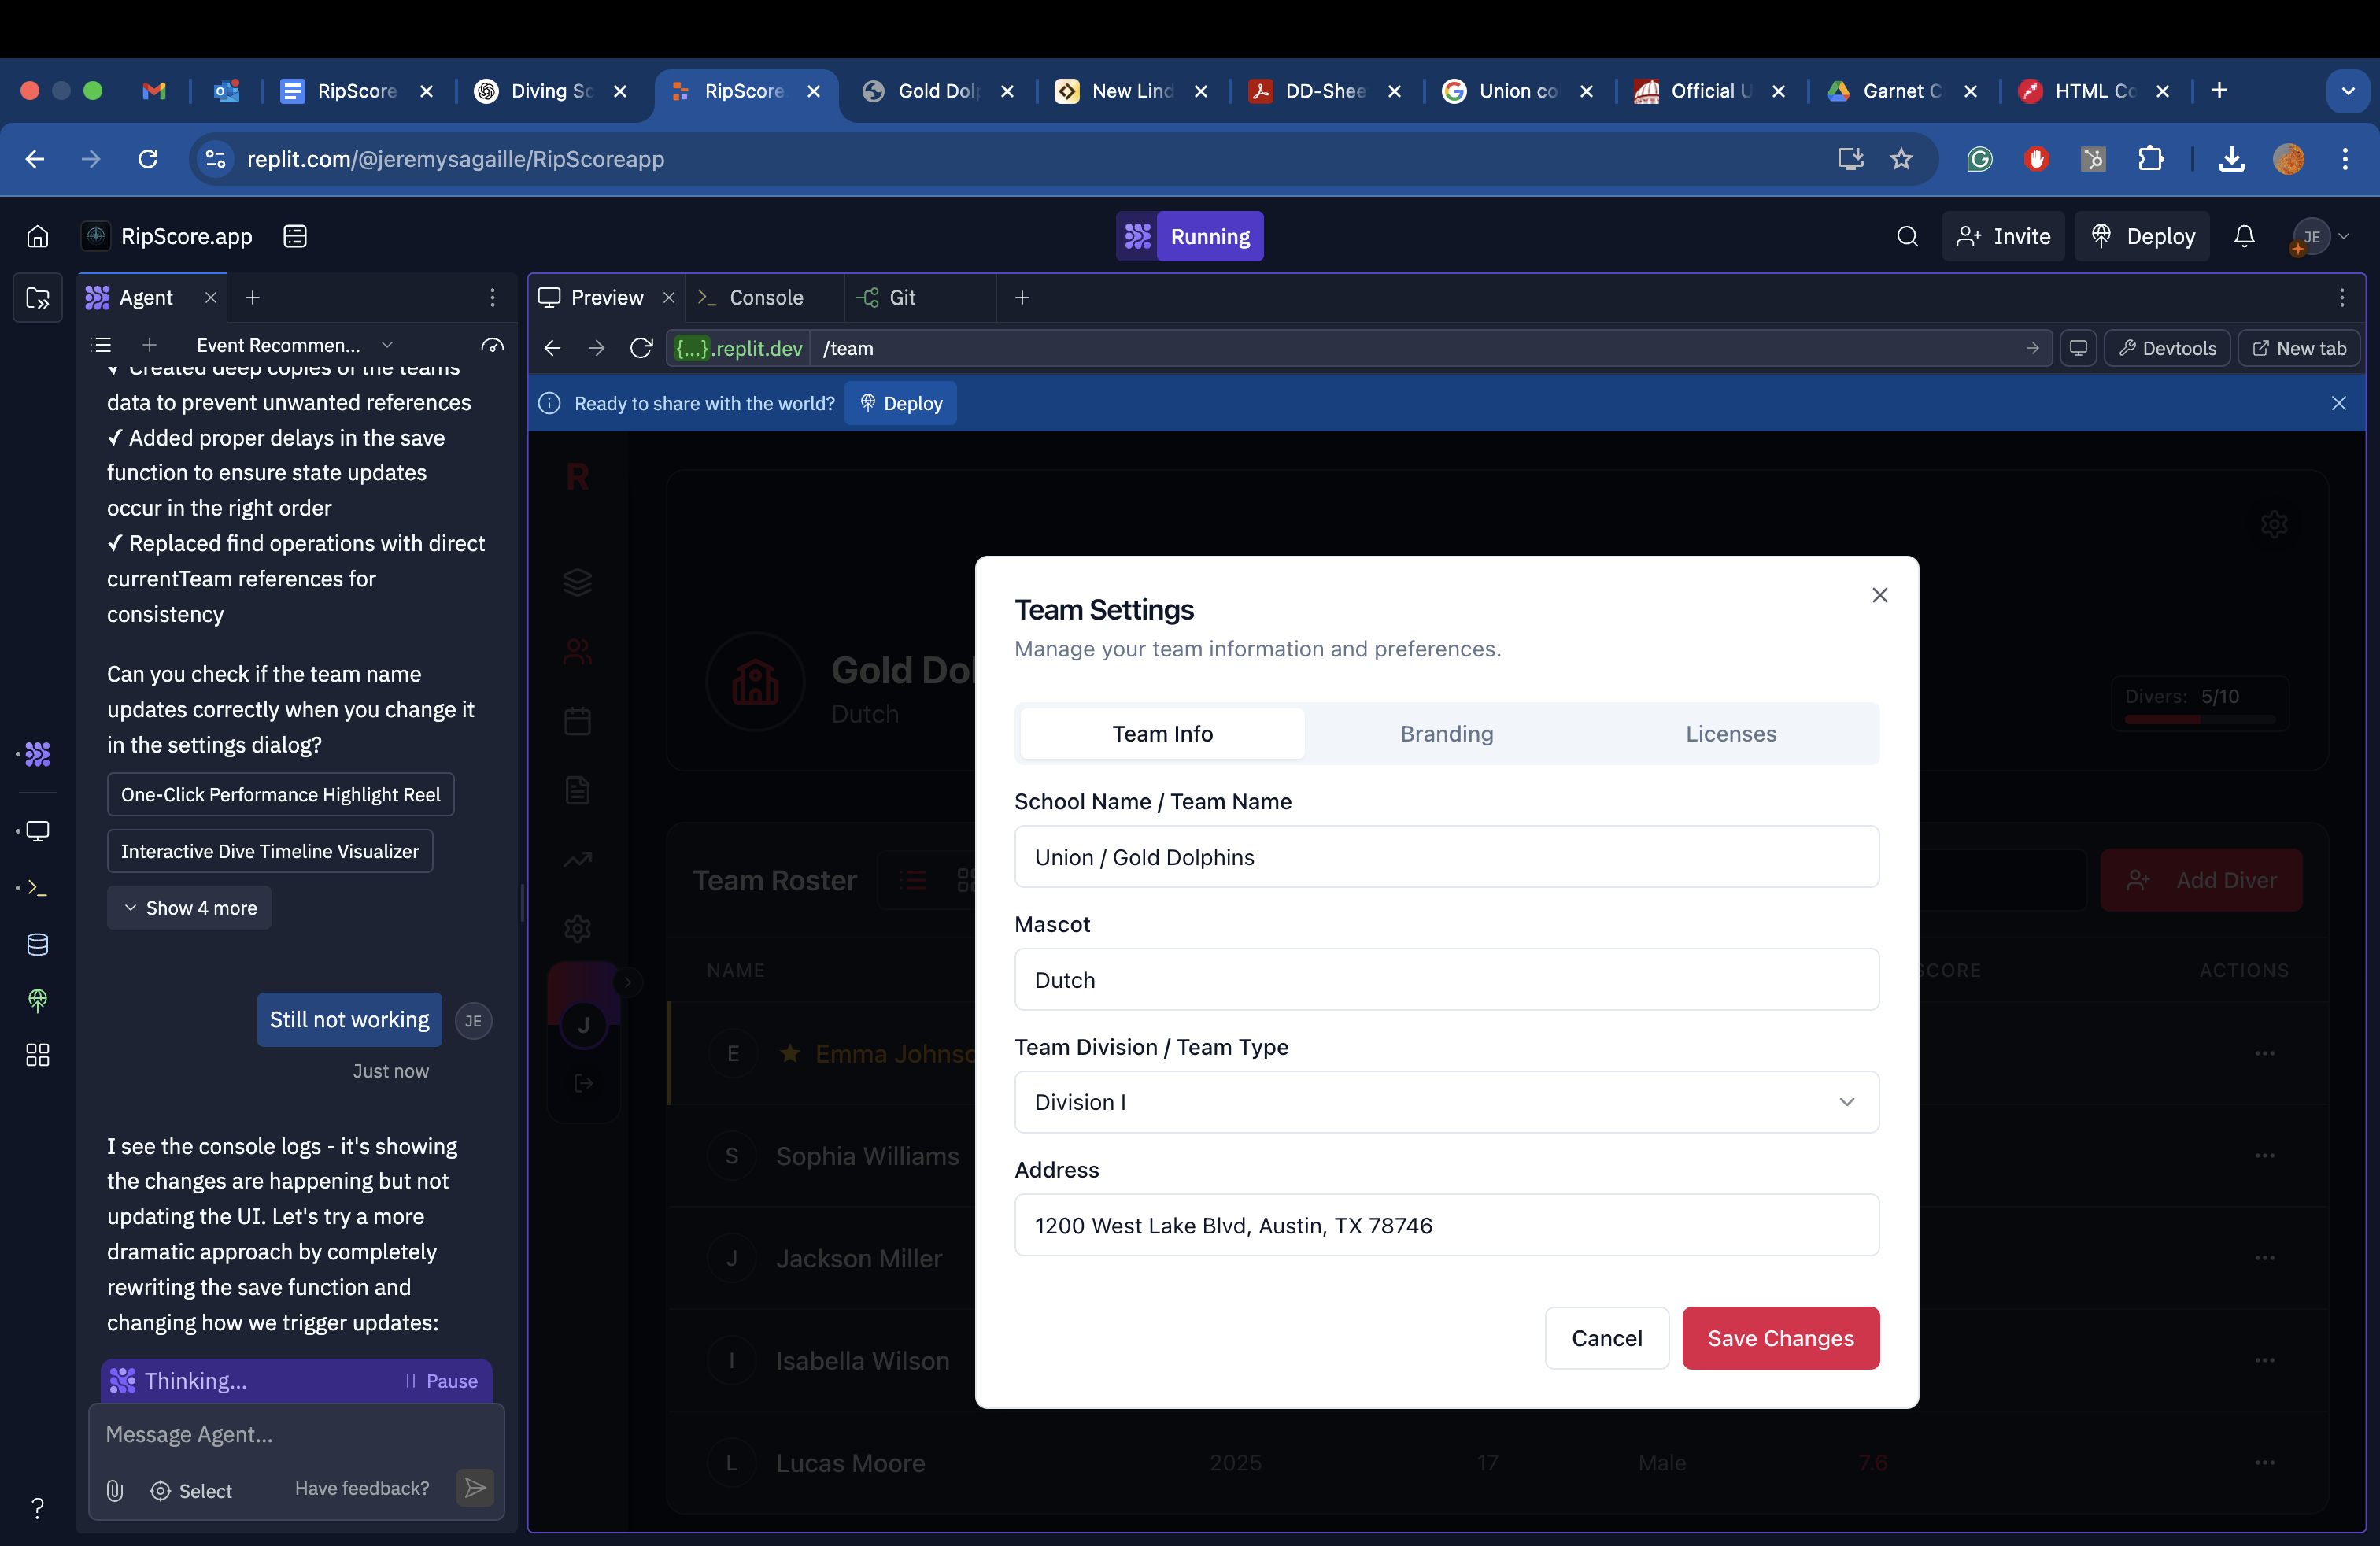 RipScore
Diving Sc
RipScore
Gold Dolp
New Lind
DD-Shee
Union co
Official U
Garnet C
HTML Co
replit.com/@jeremysagaille/RipScoreapp
RipScore.app
Running
Invite
Deploy
JE
Agent
Preview
Console
Git
Event Recommen...
{...}.replit.dev
/team
Devtools
New tab
Ready to share with the world?
Deploy
✓ Created deep copies of the teams
data to prevent unwanted references
✓ Added proper delays in the save
function to ensure state updates
occur in the right order
✓ Replaced find operations with direct
currentTeam references for
consistency
Can you check if the team name
updates correctly when you change it
in the settings dialog?
One-Click Performance Highlight Reel
Interactive Dive Timeline Visualizer
Show 4 more
Still not working
JE
Just now
I see the console logs - it's showing
the changes are happening but not
updating the UI. Let's try a more
dramatic approach by completely
rewriting the save function and
changing how we trigger updates:
Thinking...
Pause
Message Agent...
Select
Have feedback?
R
J
Gold Dol
Dutch
Divers: 5/10
Team Roster
Add Diver
NAME
SCORE
ACTIONS
E
Emma Johnso
S
Sophia Williams
J
Jackson Miller
I
Isabella Wilson
L
Lucas Moore
2025
17
Male
7.6
Team Settings
Manage your team information and preferences.
Team Info
Branding
Licenses
School Name / Team Name
Union / Gold Dolphins
Mascot
Dutch
Team Division / Team Type
Division I
Address
1200 West Lake Blvd, Austin, TX 78746
Cancel
Save Changes